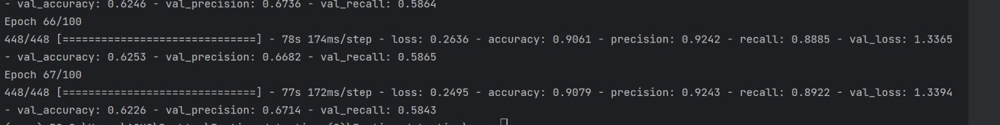 - val_accuracy: 0.6246 - val_precision: 0.6736 - val_recall: 0.5864
Epoch 66/100
448/448 [==============================] - 78s 174ms/step - loss: 0.2636 - accuracy: 0.9061 - precision: 0.9242 - recall: 0.8885 - val_loss: 1.3365
- val_accuracy: 0.6253 - val_precision: 0.6682 - val_recall: 0.5865
Epoch 67/100
448/448 [==============================] - 77s 172ms/step - loss: 0.2495 - accuracy: 0.9079 - precision: 0.9243 - recall: 0.8922 - val_loss: 1.3394
- val_accuracy: 0.6226 - val_precision: 0.6714 - val_recall: 0.5843